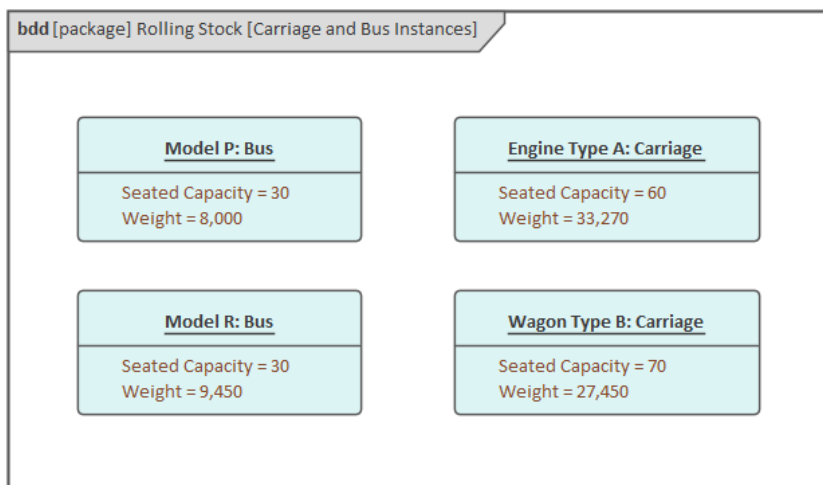 bdd [package] Rolling Stock [Carriage and Bus Instances]
Model P: Bus
Seated Capacity = 30
Weight = 8,000
Engine Type A: Carriage
Seated Capacity = 60
Weight = 33,270
Model R: Bus
Seated Capacity = 30
Weight = 9,450
Wagon Type B: Carriage
Seated Capacity = 70
Weight = 27,450